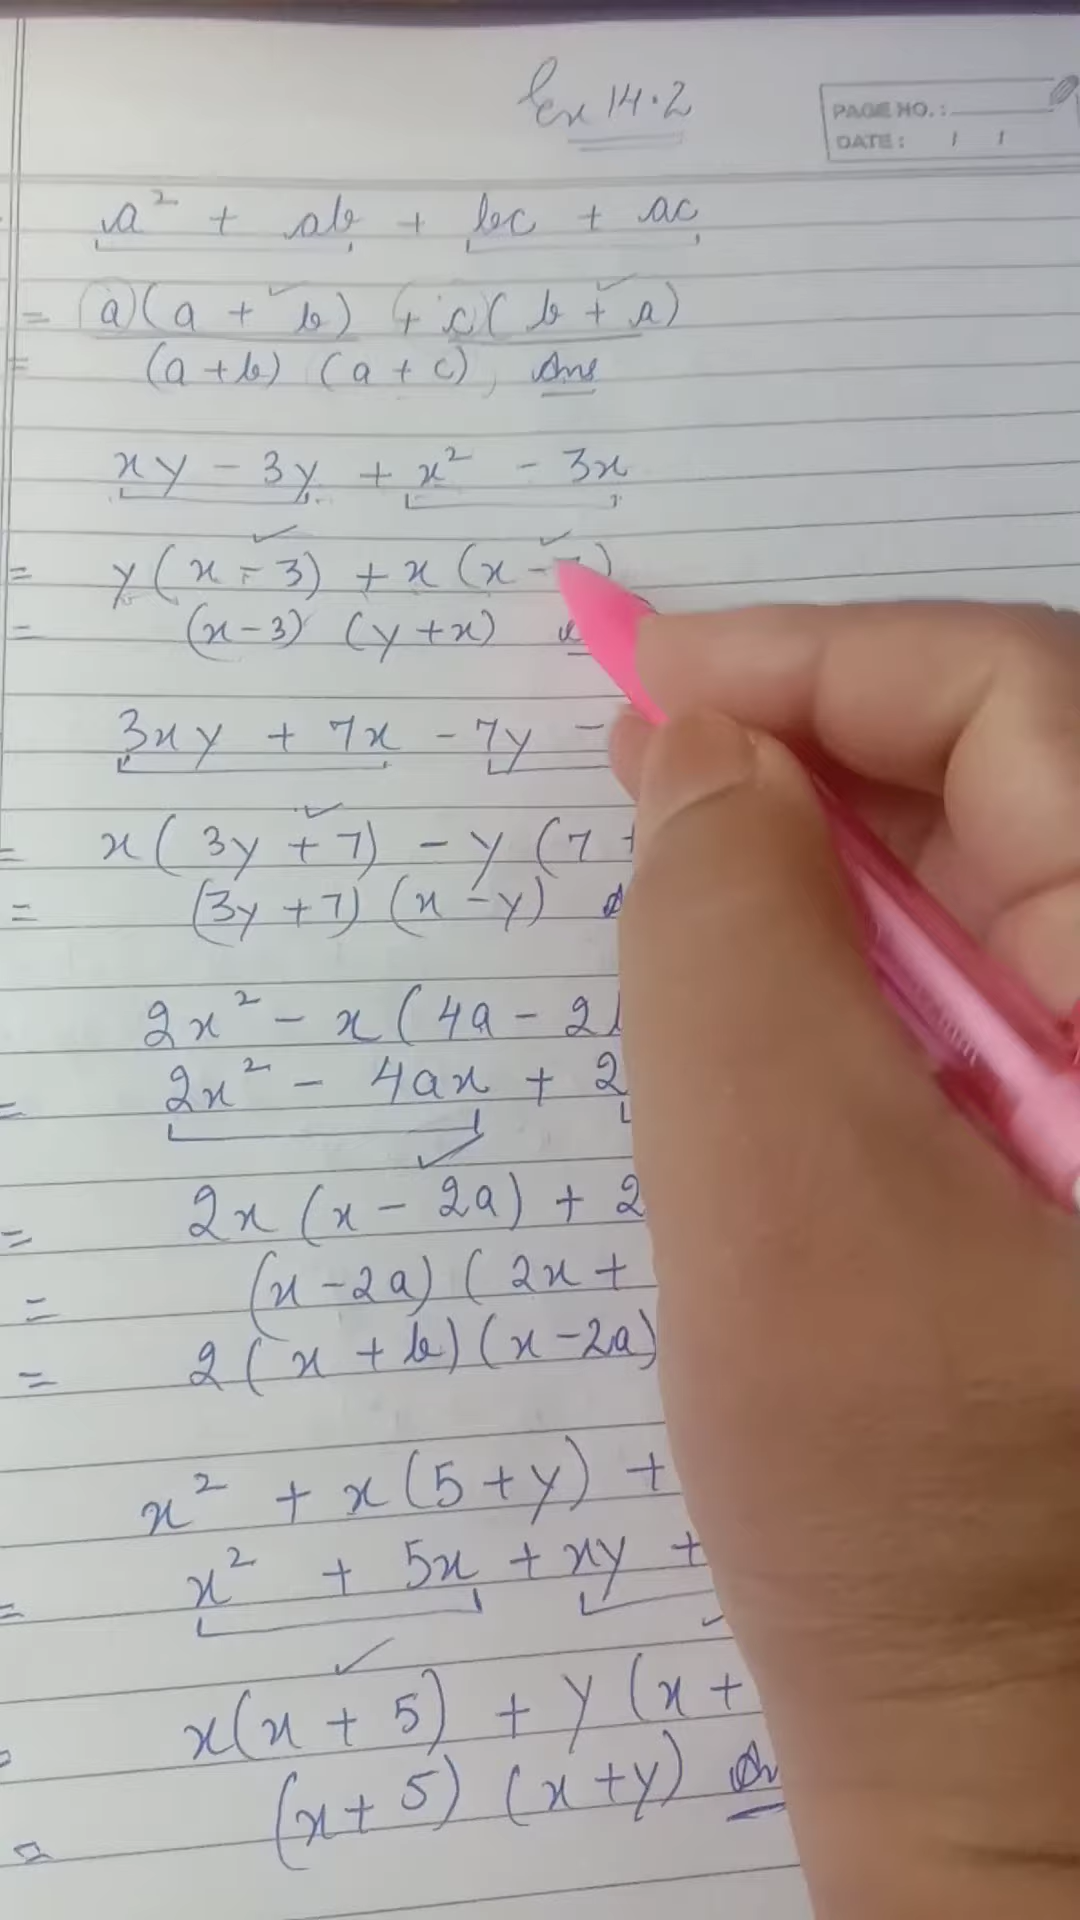 Ex 14.2
PAGE NO.:
DATE: / /
a² + ab + bc + ac
= a(a + b) + c(b + a)
= (a+b) (a+c), Ans
xy - 3y + x² - 3x
= y(x-3) + x(x-
= (x-3) (y+x)
3xy + 7x - 7y -
= x(3y+7) - y(7 +
= (3y+7) (x-y)
2x² - x(4a - 2
= 2x² - 4ax + 2
= 2x(x - 2a) + 2
= (x-2a) (2x+
= 2(x+b)(x-2a)
x² + x(5+y) +
= x² + 5x + xy +
= x(x+5) + y(x+
= (x+5) (x+y)